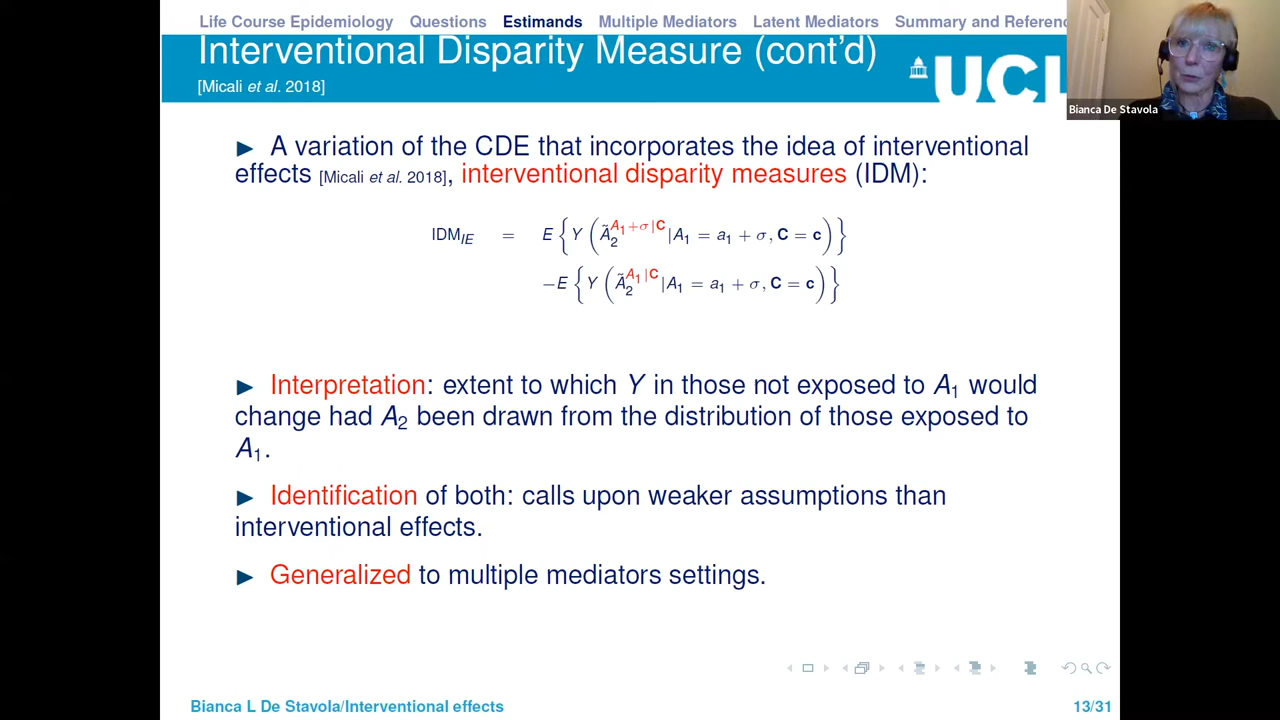 Life Course Epidemiology Questions Estimands Multiple Mediators Latent Mediators Summary and Referenc
Interventional Disparity Measure (cont'd)
[Micali et al. 2018]
UCL
Bianca De Stavola
► A variation of the CDE that incorporates the idea of interventional
effects [Micali et al. 2018], interventional disparity measures (IDM):
IDM_IE = E{Y(Ã₂^{A₁+σ|C} |A₁ = a₁ + σ, C = c)}
−E{Y(Ã₂^{A₁|C} |A₁ = a₁ + σ, C = c)}
► Interpretation: extent to which Y in those not exposed to A₁ would
change had A₂ been drawn from the distribution of those exposed to
A₁.
► Identification of both: calls upon weaker assumptions than
interventional effects.
► Generalized to multiple mediators settings.
Bianca L De Stavola/Interventional effects 13/31